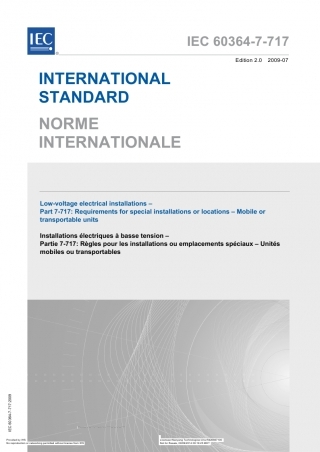 IEC
®
IEC 60364-7-717
Edition 2.0 2009-07
INTERNATIONAL
STANDARD
NORME
INTERNATIONALE
Low-voltage electrical installations –
Part 7-717: Requirements for special installations or locations – Mobile or
transportable units
Installations électriques à basse tension –
Partie 7-717: Règles pour les installations ou emplacements spéciaux – Unités
mobiles ou transportables
IEC 60364-7-717:2009